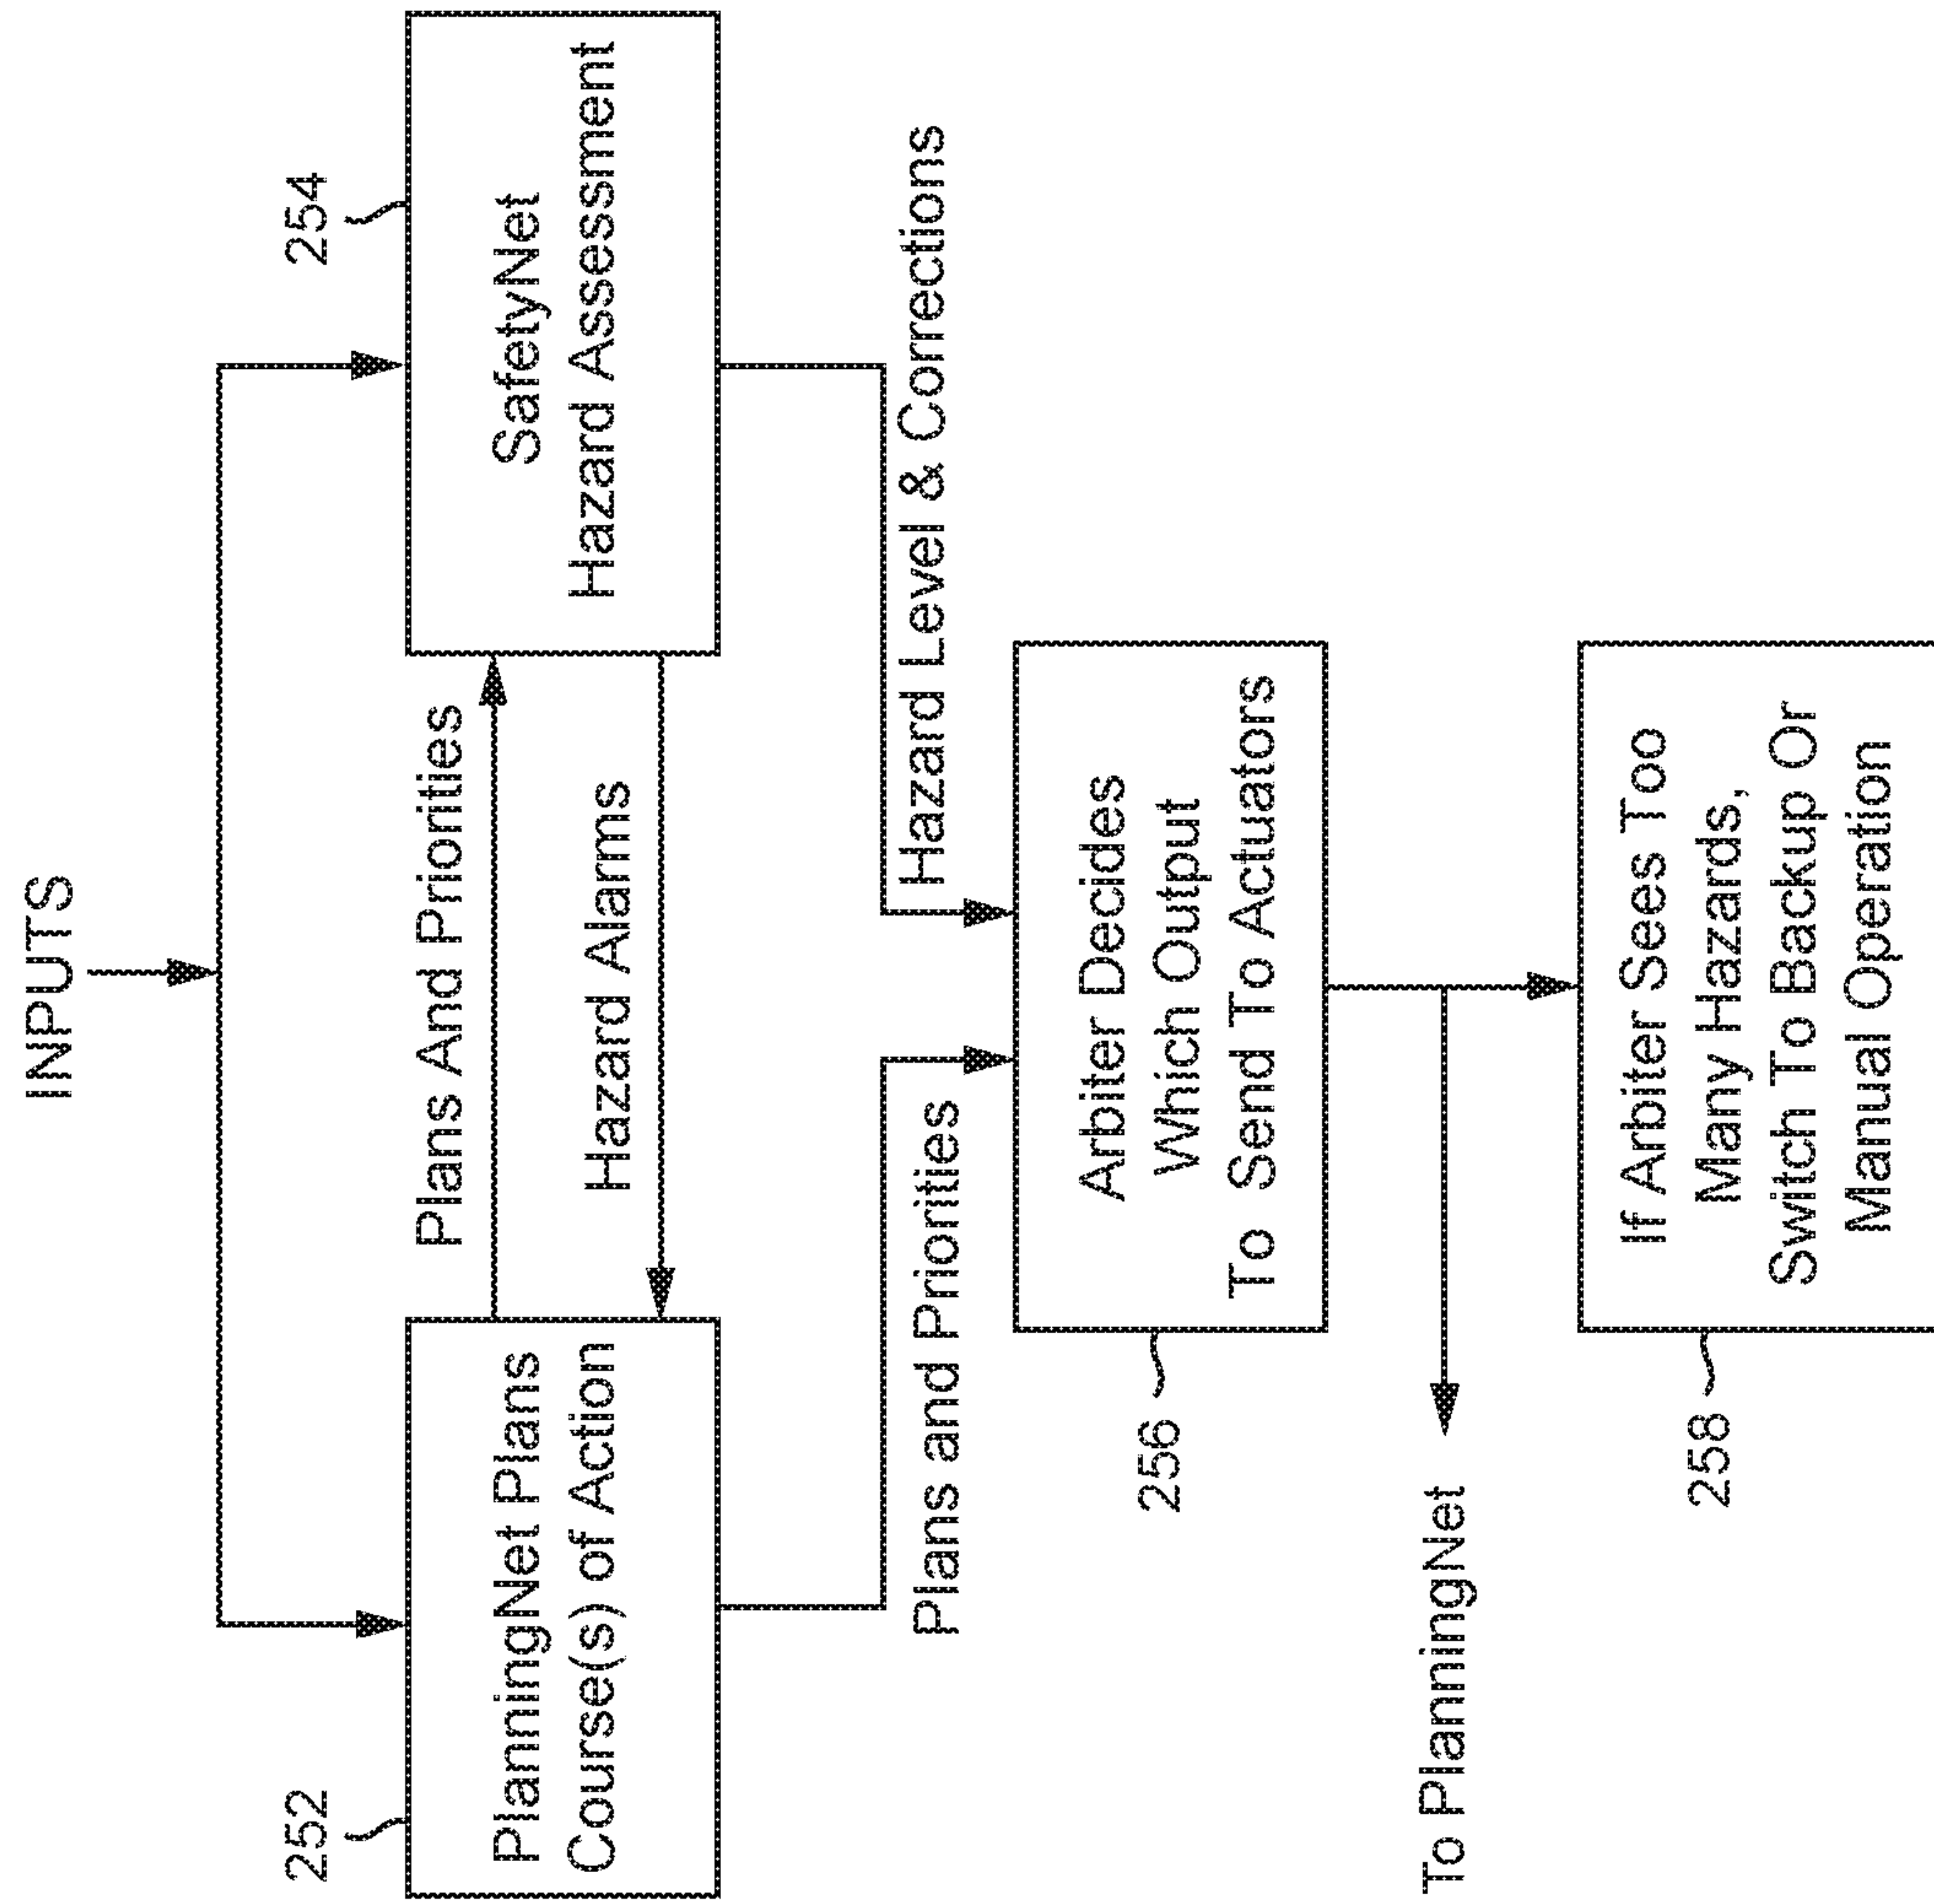 INPUTS
252
254
PlanningNet Plans
Course(s) of Action
Plans And Priorities
Hazard Alarms
SafetyNet
Hazard Assessment
Plans and Priorities
Hazard Level & Corrections
256
Arbiter Decides
Which Output
To Send To Actuators
To PlanningNet
258
If Arbiter Sees Too
Many Hazards,
Switch To Backup Or
Manual Operation